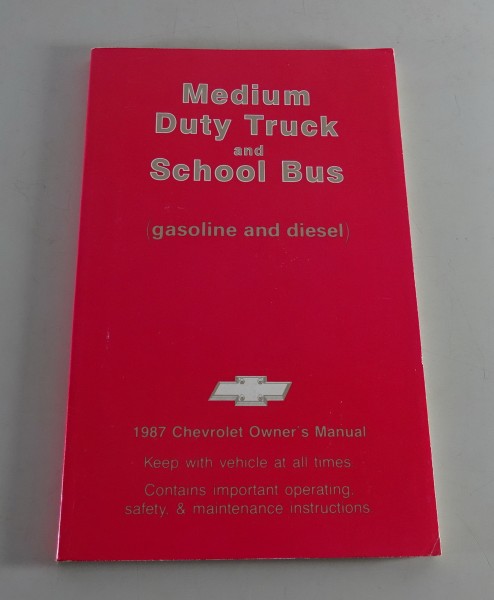 Medium
Duty Truck
and
School Bus
(gasoline and diesel)
1987 Chevrolet Owner's Manual
Keep with vehicle at all times
Contains important operating,
safety, & maintenance instructions